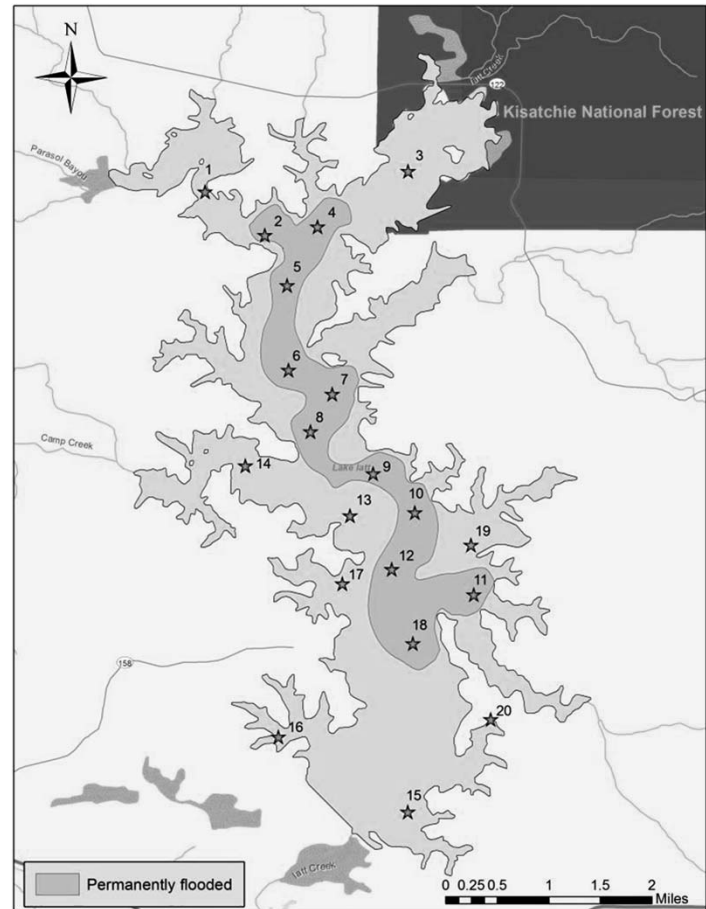 N
Iatt Creek
122
Kisatchie National Forest
Parasol Bayou
3
1
4
2
5
6
7
8
Camp Creek
14
Lake Iatt
9
13
10
19
12
17
11
18
158
20
16
15
Iatt Creek
Permanently flooded
0 0.25 0.5 1 1.5 2
Miles